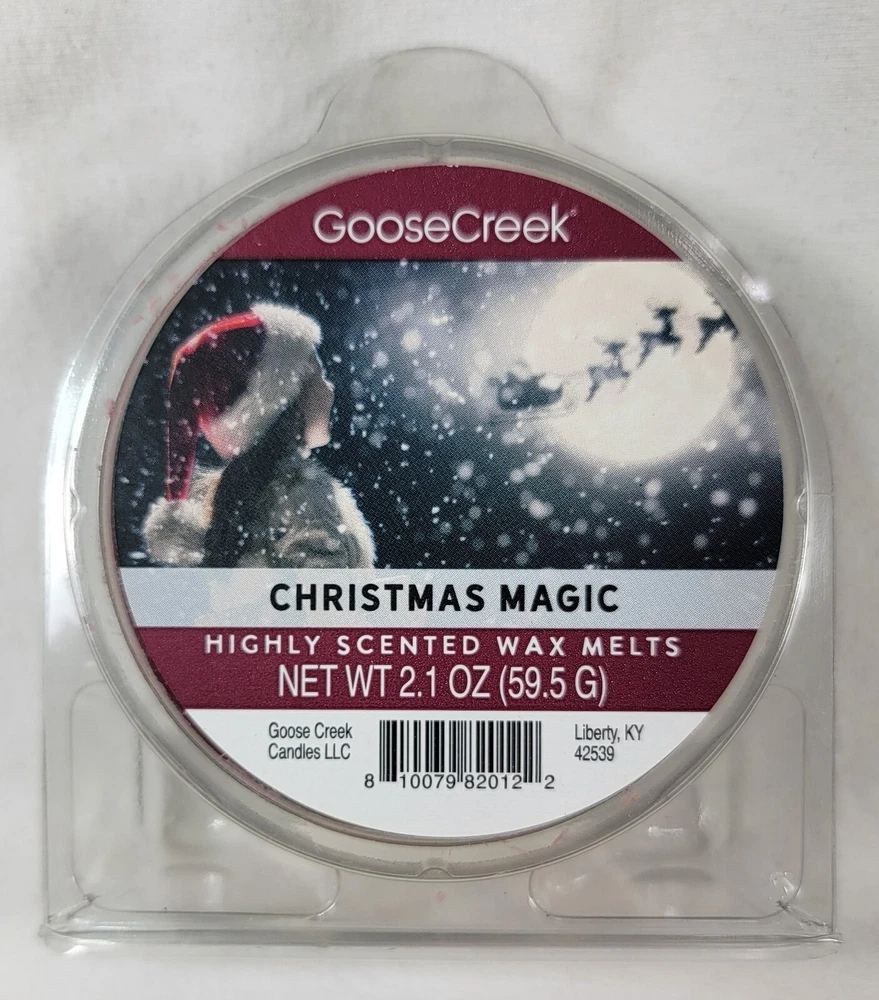 GooseCreek
CHRISTMAS MAGIC
HIGHLY SCENTED WAX MELTS
NET WT 2.1 OZ (59.5 G)
Goose Creek
Candles LLC
8 10079 82012 2
Liberty, KY
42539